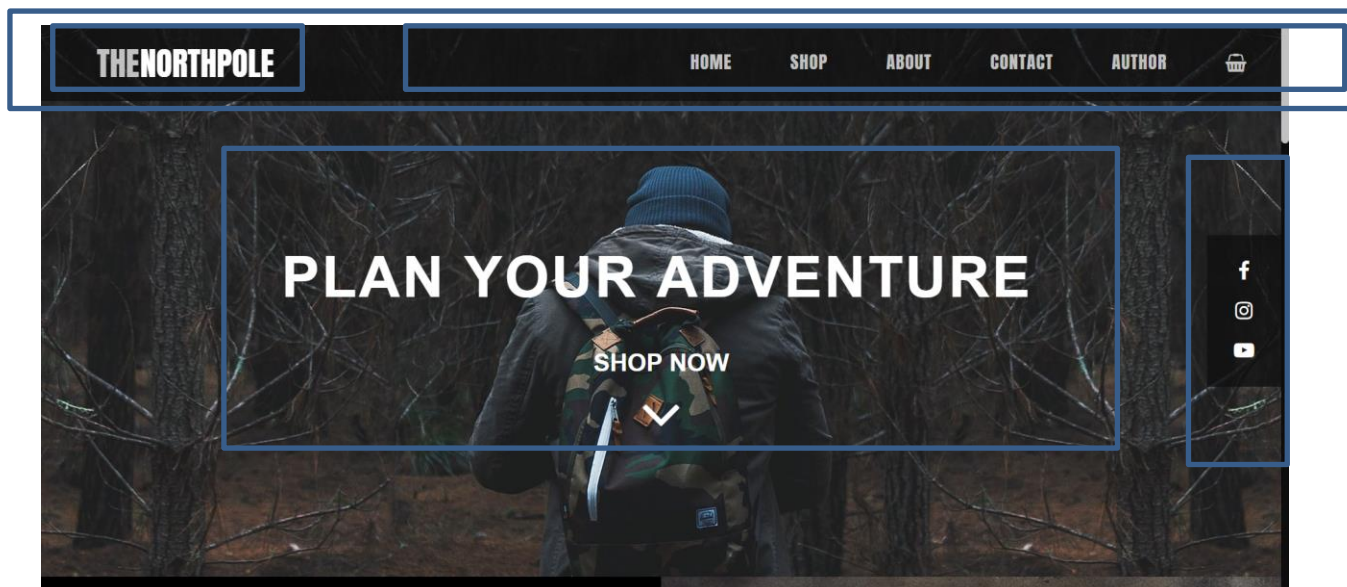 THENORTHPOLE
HOME SHOP ABOUT CONTACT AUTHOR
PLAN YOUR ADVENTURE
SHOP NOW